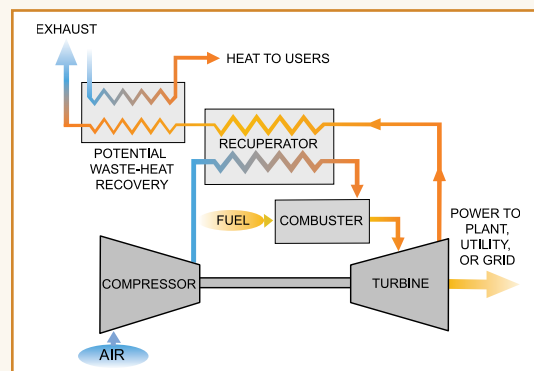 EXHAUST
HEAT TO USERS
POTENTIAL
WASTE-HEAT
RECOVERY
RECUPERATOR
FUEL
COMBUSTER
POWER TO
PLANT,
UTILITY,
OR GRID
COMPRESSOR
TURBINE
AIR